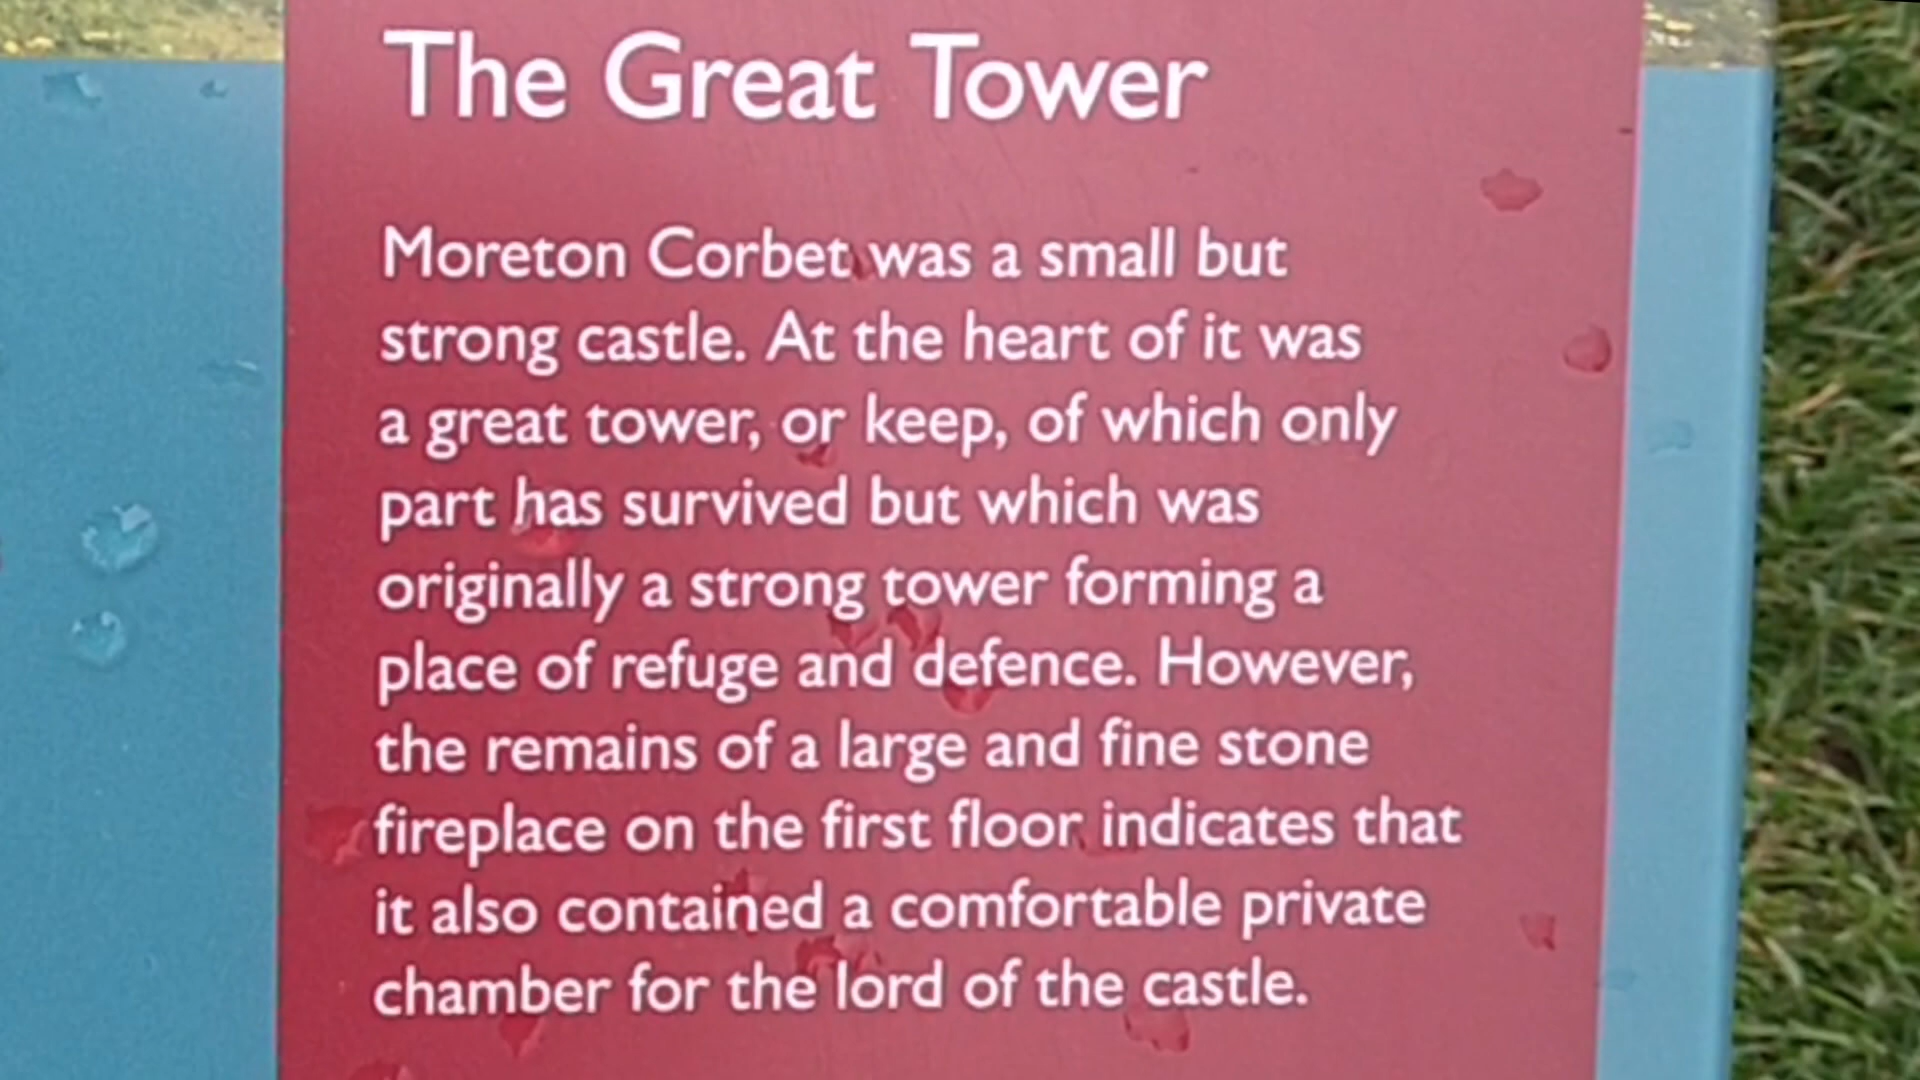 The Great Tower
Moreton Corbet was a small but
strong castle. At the heart of it was
a great tower, or keep, of which only
part has survived but which was
originally a strong tower forming a
place of refuge and defence. However,
the remains of a large and fine stone
fireplace on the first floor indicates that
it also contained a comfortable private
chamber for the lord of the castle.